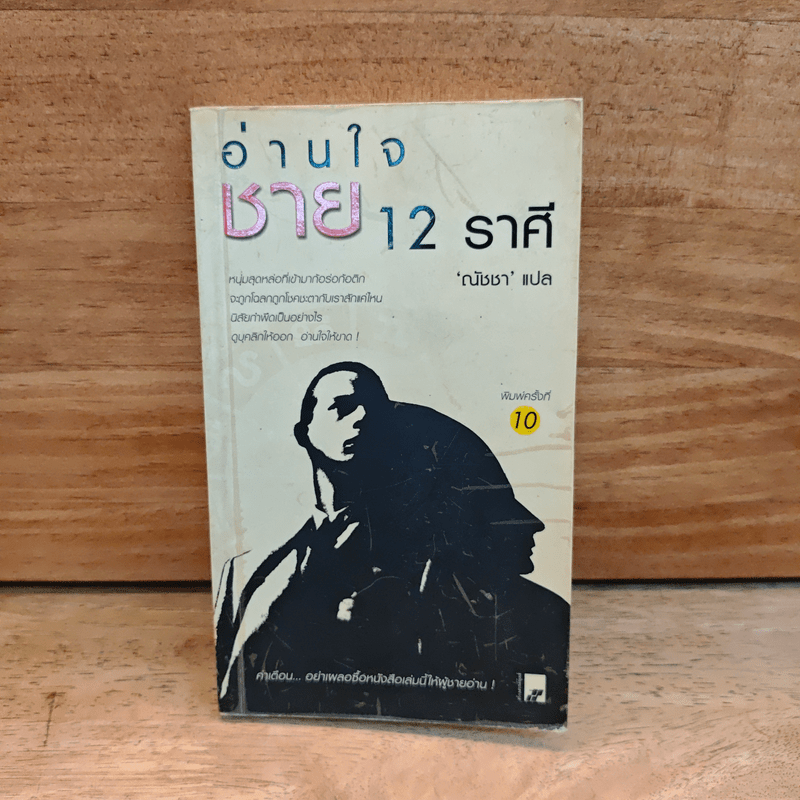 อ่านใจ
ชาย 12 ราศี
'ณัชชา' แปล
หนุ่มสุดหล่อที่เข้ามาก้อร่อก้อติก
จะถูกโฉลกถูกโชคชะตากับเราสักแค่ไหน
นิสัยท่าฟัดเป็นอย่างไร
ดูบุคลิกให้ออก อ่านใจให้ขาด !
พิมพ์ครั้งที่
10
คำเตือน... อย่าเผลอซื้อหนังสือเล่มนี้ให้ผู้ชายอ่าน !